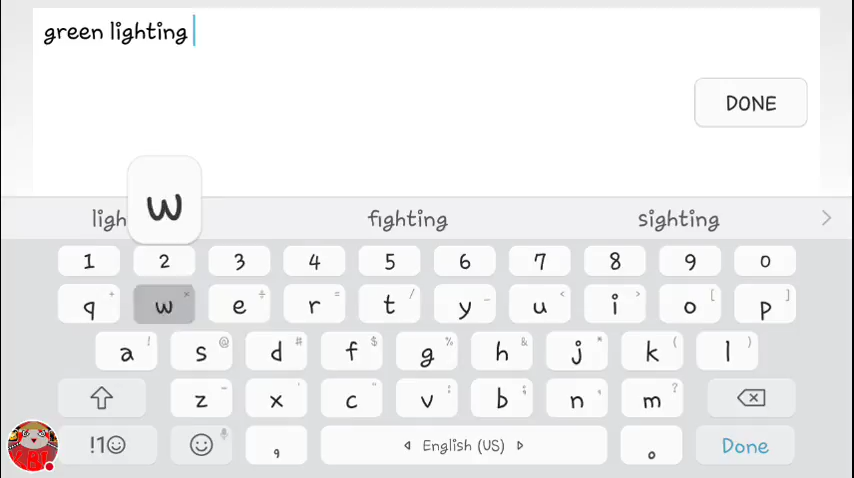 green lighting
DONE
w
ligh
fighting
sighting
1 2 3 4 5 6 7 8 9 0
q + w × e ÷ r = t / y _ u < i > o [ p ]
a ! s @ d # f $ g % h & j * k ( l )
z - x ' c " v : b ; n , m ?
!1☺ , English (US) . Done